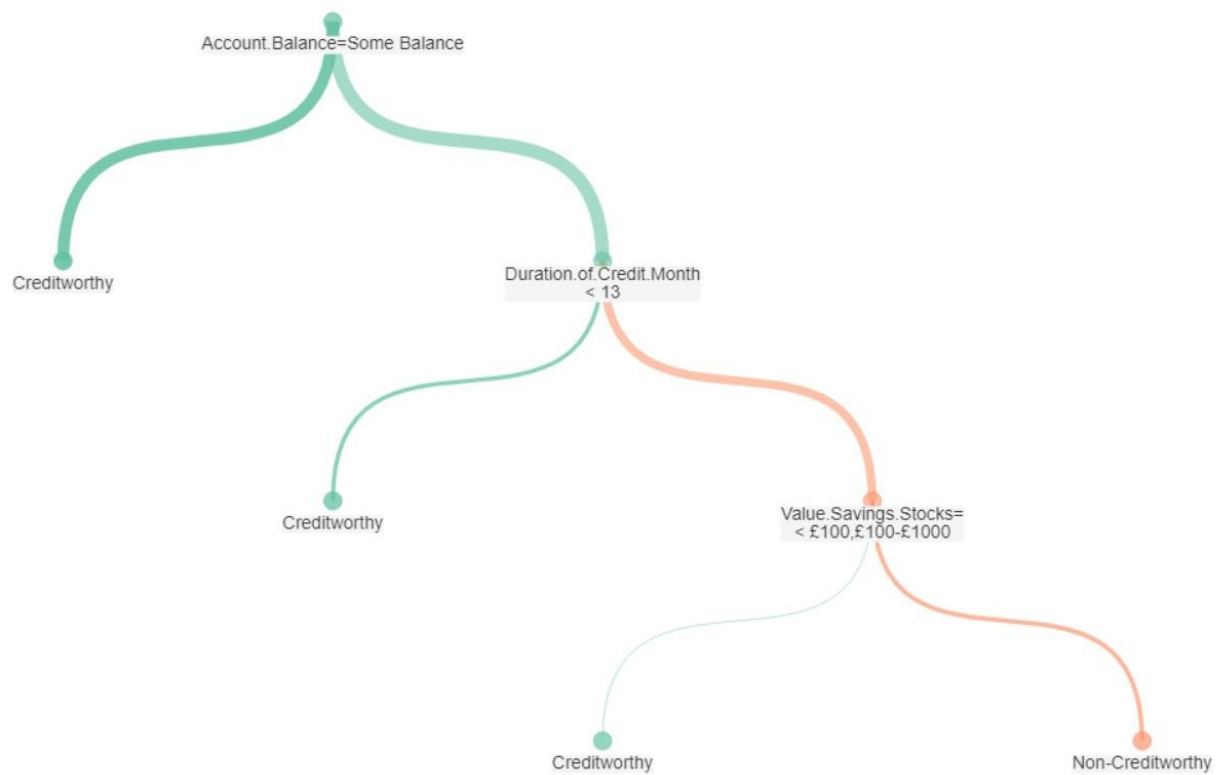 Account.Balance=Some Balance
Creditworthy
Duration.of.Credit.Month
< 13
Creditworthy
Value.Savings.Stocks=
< £100,£100-£1000
Creditworthy
Non-Creditworthy